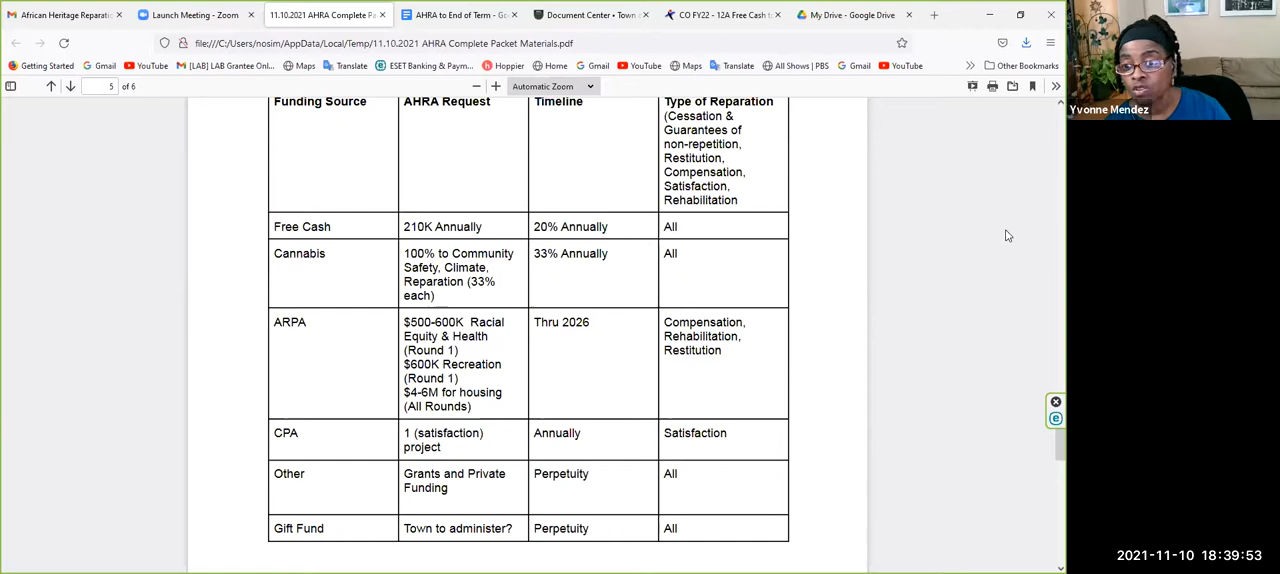 African Heritage Reparati
Launch Meeting - Zoom
11.10.2021 AHRA Complete Pa
AHRA to End of Term - Go
Document Center • Town o
CO FY22 - 12A Free Cash t
My Drive - Google Drive
file:///C:/Users/nosim/AppData/Local/Temp/11.10.2021 AHRA Complete Packet Materials.pdf
Getting Started
Gmail
YouTube
[LAB] LAB Grantee Onl...
Maps
Translate
ESET Banking
Hoppier
Home
Gmail
YouTube
Maps
Translate
All Shows | PBS
Gmail
YouTube
Other Bookmarks
5 of 6
Automatic Zoom
Yvonne Mendez
Funding Source
AHRA Request
Timeline
Type of Reparation
(Cessation &
Guarantees of
non-repetition,
Restitution,
Compensation,
Satisfaction,
Rehabilitation
Free Cash
210K Annually
20% Annually
All
Cannabis
100% to Community
Safety, Climate,
Reparation (33%
each)
33% Annually
All
ARPA
$500-600K Racial
Equity & Health
(Round 1)
$600K Recreation
(Round 1)
$4-6M for housing
(All Rounds)
Thru 2026
Compensation,
Rehabilitation,
Restitution
CPA
1 (satisfaction)
project
Annually
Satisfaction
Other
Grants and Private
Funding
Perpetuity
All
Gift Fund
Town to administer?
Perpetuity
All
2021-11-10 18:39:53